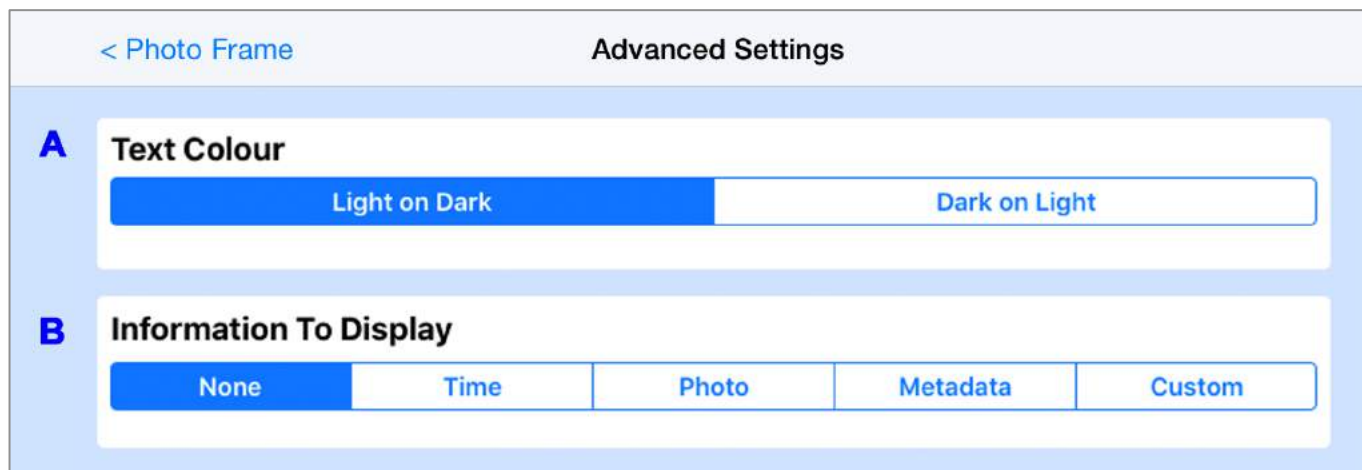 < Photo Frame Advanced Settings
A Text Colour
Light on Dark Dark on Light
B Information To Display
None Time Photo Metadata Custom